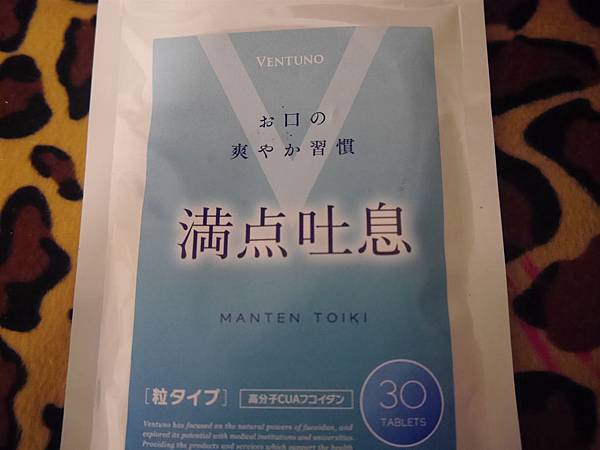 VENTUNO
お口の
爽やか習慣
満点吐息
MANTEN TOIKI
[粒タイプ]
高分子CUAフコイダン
30
TABLETS
Ventuno has focused on the natural powers of fucoidan, and
explored its potential with medical institutions and universities.
Providing the products and services which support the health